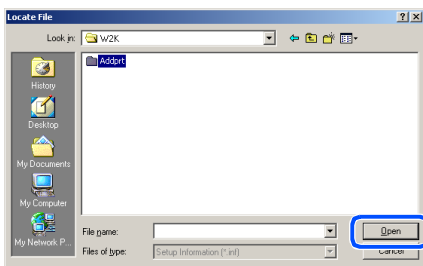 Locate File
Look in:
W2K
Addprt
History
Desktop
My Documents
My Computer
My Network P...
File name:
Open
Files of type:
Setup Information (*.inf)
Cancel